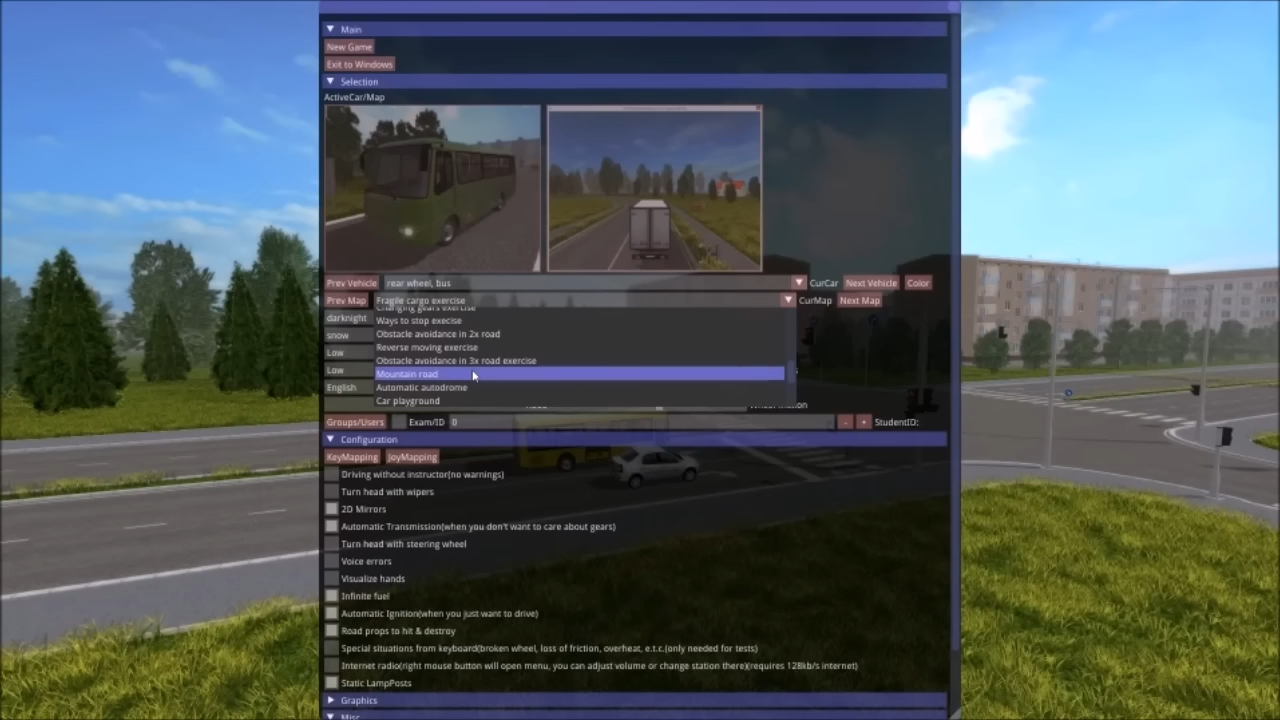 Main
New Game
Exit to Windows
Selection
ActiveCar/Map
Prev Vehicle rear wheel, bus CurCar Next Vehicle Color
Prev Map Fragile cargo exercise CurMap Next Map
Changing gears exercise
darknight
Ways to stop execise
snow
Obstacle avoidance in 2x road
Reverse moving exercise
Low
Obstacle avoidance in 3x road exercise
Low
Mountain road
English
Automatic autodrome
Car playground
Groups/Users Exam/ID 0 - + StudentID:
Configuration
KeyMapping JoyMapping
Driving without instructor(no warnings)
Turn head with wipers
2D Mirrors
Automatic Transmission(when you don't want to care about gears)
Turn head with steering wheel
Voice errors
Visualize hands
Infinite fuel
Automatic Ignition(when you just want to drive)
Road props to hit & destroy
Special situations from keyboard(broken wheel, loss of friction, overheat, e.t.c.(only needed for tests)
Internet radio(right mouse button will open menu, you can adjust volume or change station there)(requires 128kb/s internet)
Static LampPosts
Graphics
Misc